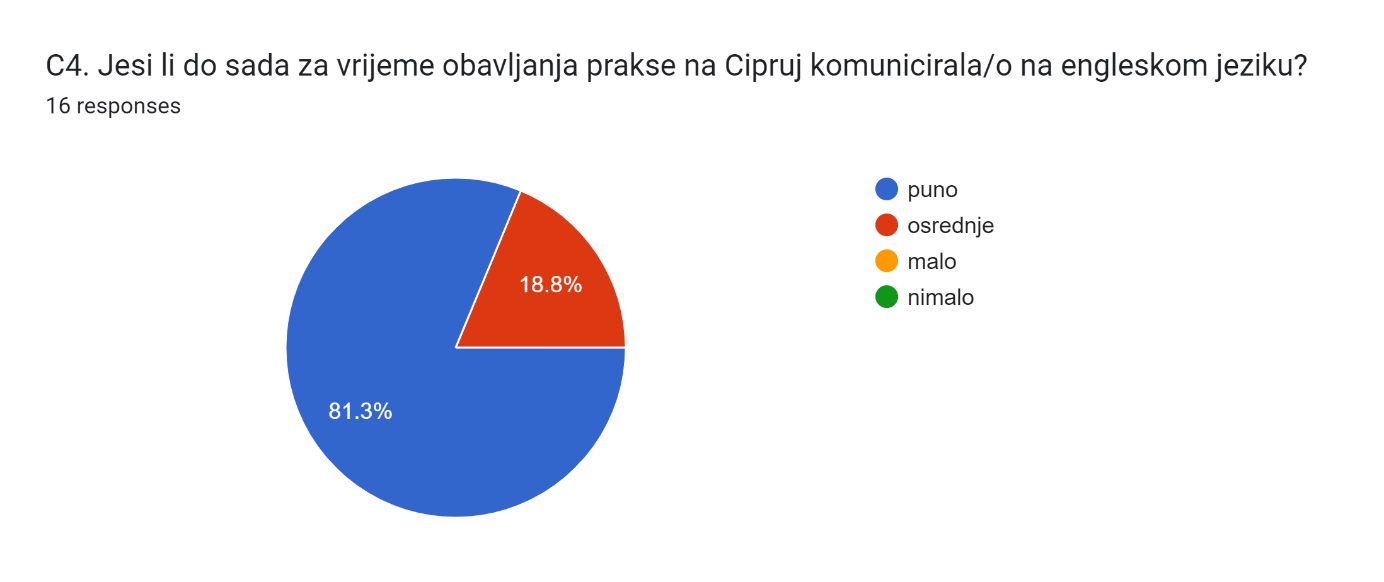 C4. Jesi li do sada za vrijeme obavljanja prakse na Cipruj komunicirala/o na engleskom jeziku?
16 responses
puno
osrednje
malo
nimalo
18.8%
81.3%